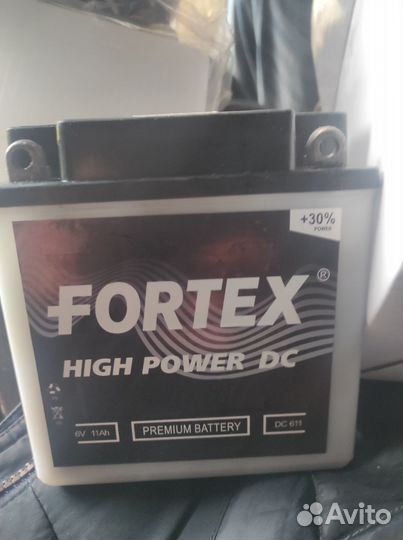 +30%
POWER
FORTEX®
HIGH POWER DC
6V 11Ah PREMIUM BATTERY DC 611
Avito